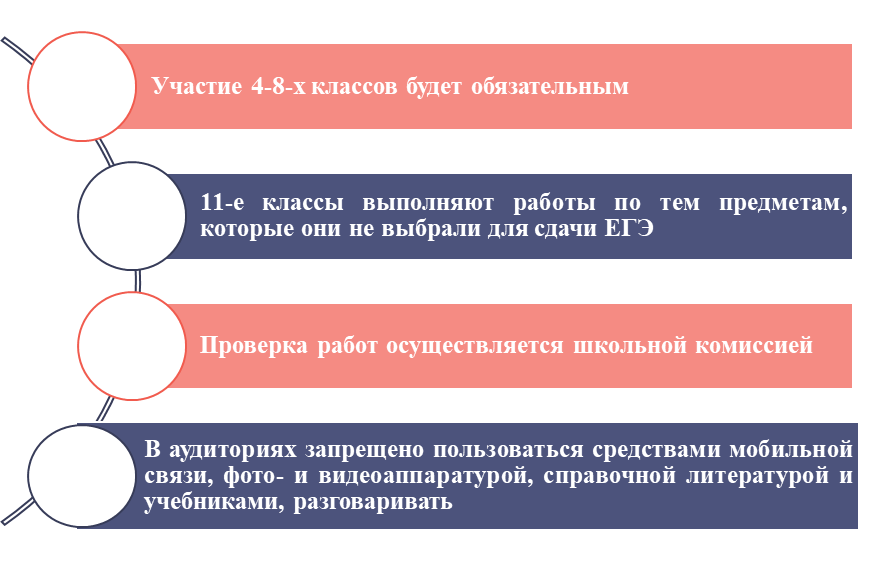 Участие 4-8-х классов будет обязательным
11-е классы выполняют работы по тем предметам,
которые они не выбрали для сдачи ЕГЭ
Проверка работ осуществляется школьной комиссией
В аудиториях запрещено пользоваться средствами мобильной
связи, фото- и видеоаппаратурой, справочной литературой и
учебниками, разговаривать